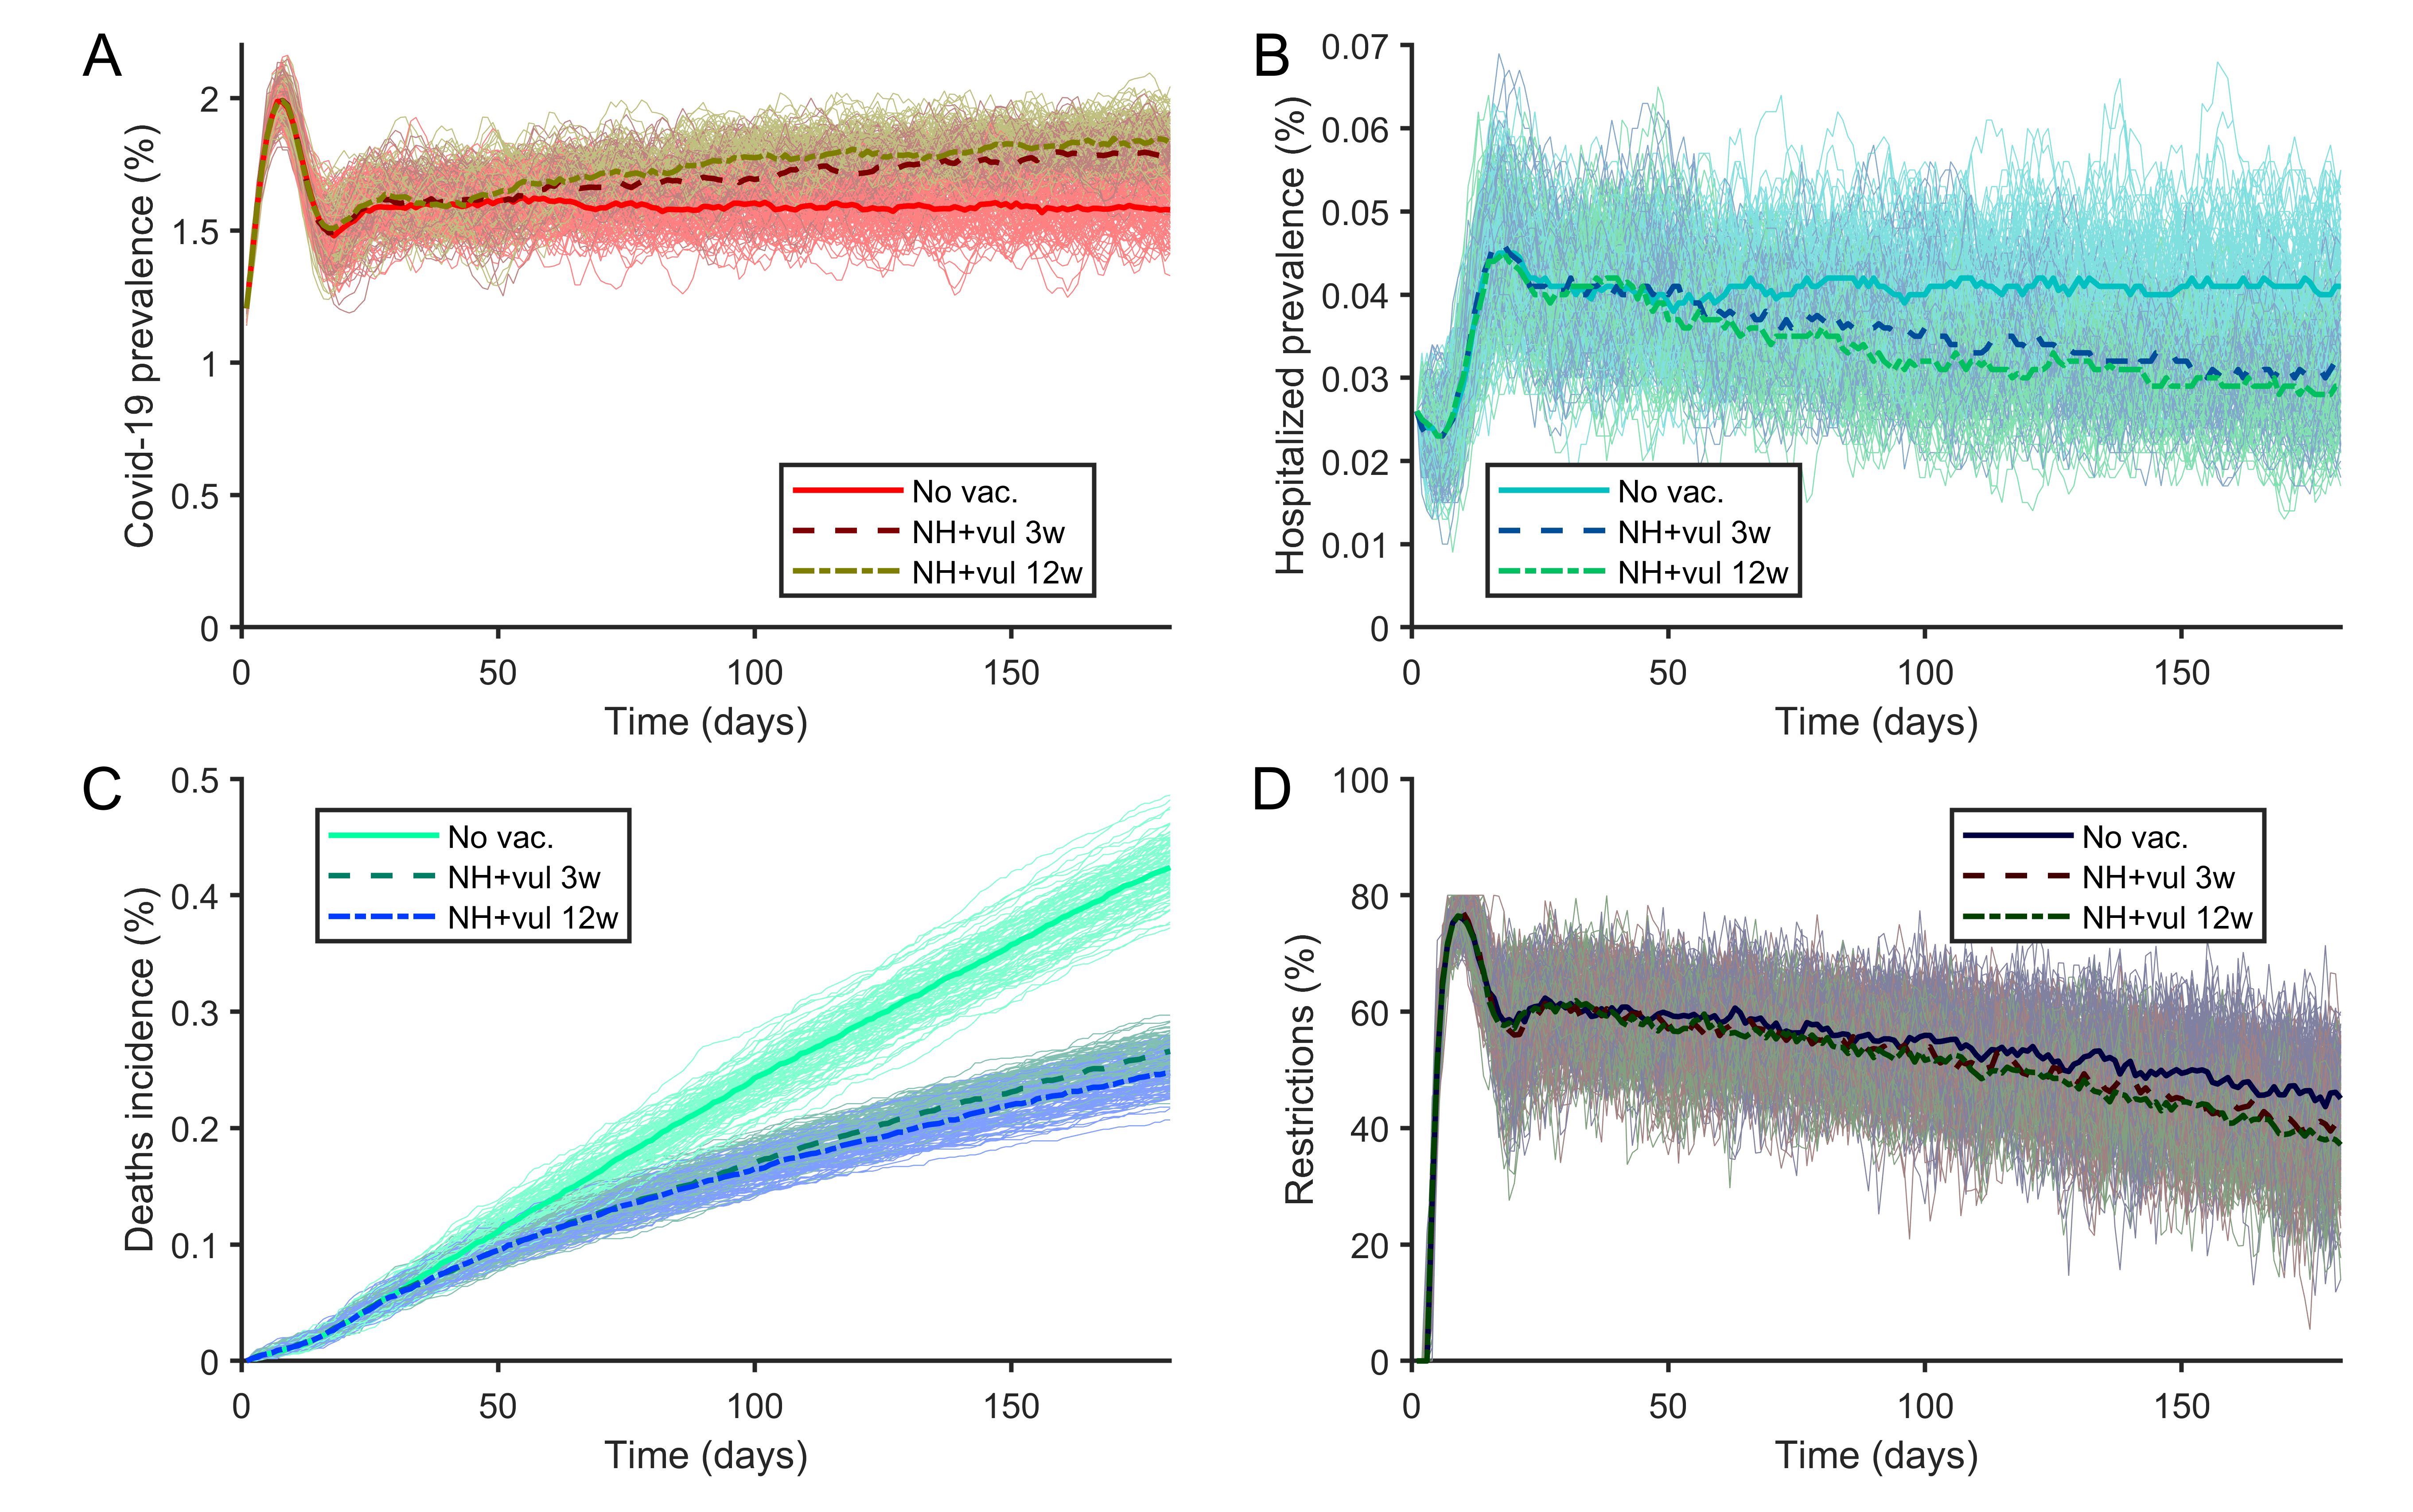 A
Covid-19 prevalence (%)
2
1.5
1
0.5
0
0
50
100
150
Time (days)
No vac.
NH+vul 3w
NH+vul 12w
B
Hospitalized prevalence (%)
0.07
0.06
0.05
0.04
0.03
0.02
0.01
0
0
50
100
150
Time (days)
No vac.
NH+vul 3w
NH+vul 12w
C
Deaths incidence (%)
0.5
0.4
0.3
0.2
0.1
0
0
50
100
150
Time (days)
No vac.
NH+vul 3w
NH+vul 12w
D
Restrictions (%)
100
80
60
40
20
0
0
50
100
150
Time (days)
No vac.
NH+vul 3w
NH+vul 12w